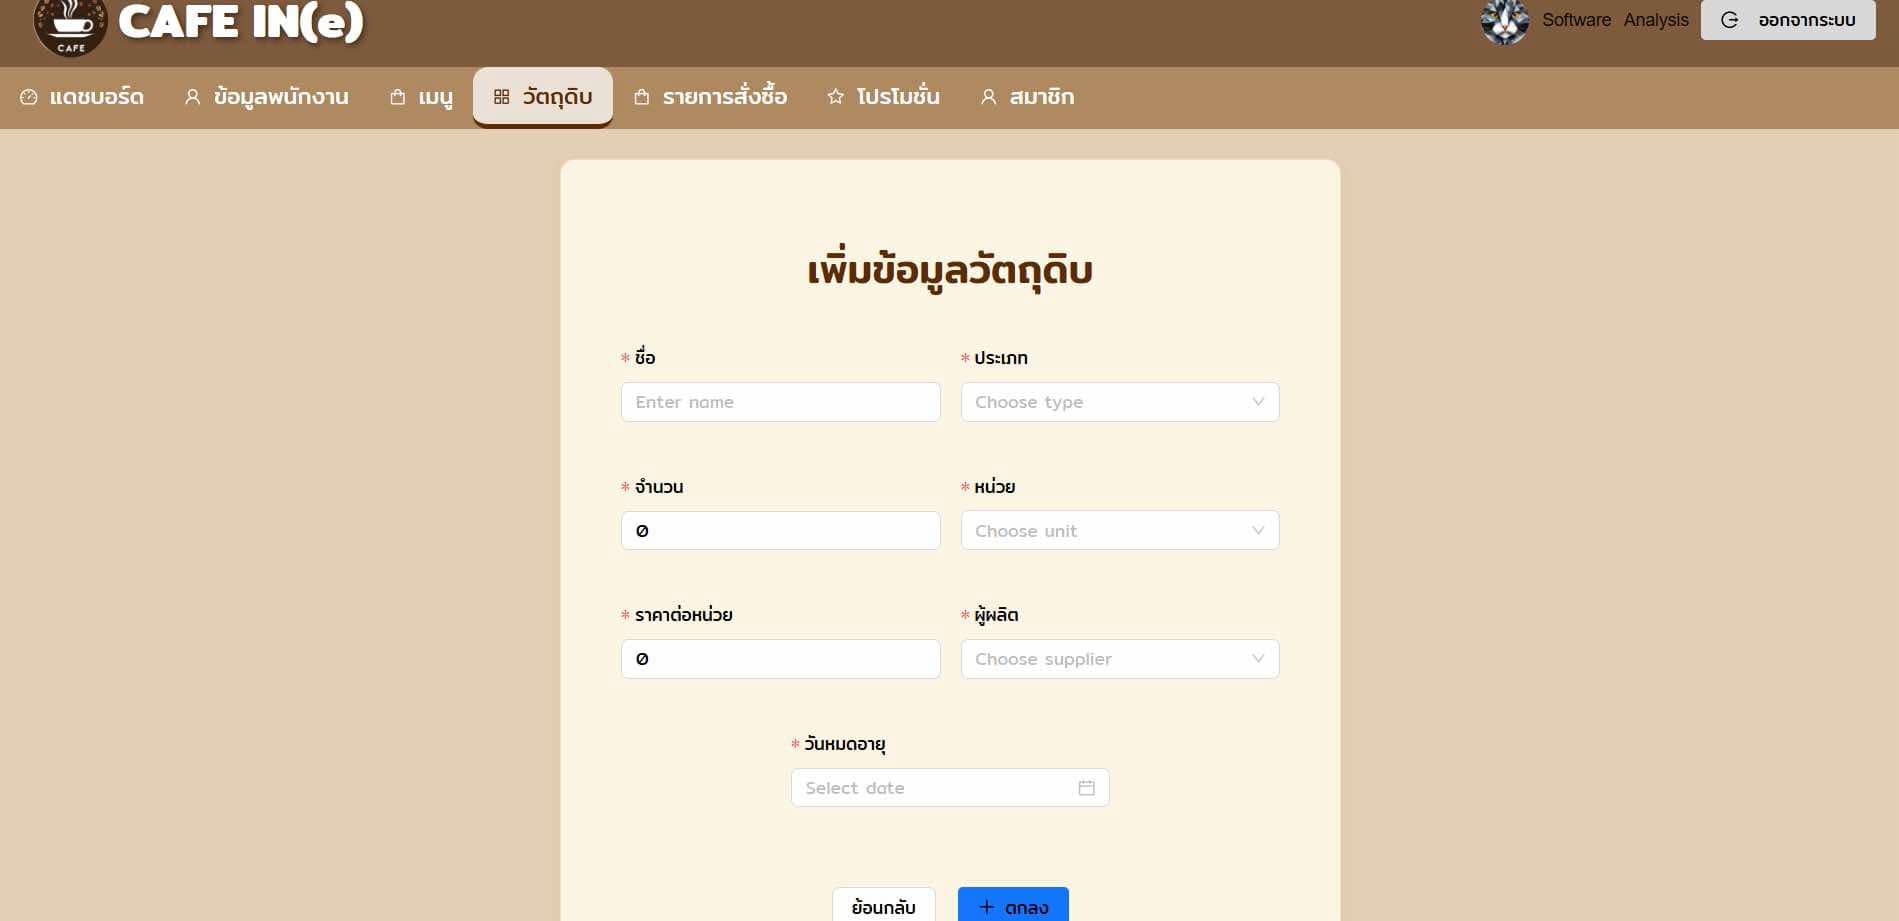 CAFE
CAFE IN(e)
Software Analysis
ออกจากระบบ
แดชบอร์ด
ข้อมูลพนักงาน
เมนู
วัตถุดิบ
รายการสั่งซื้อ
โปรโมชั่น
สมาชิก
เพิ่มข้อมูลวัตถุดิบ
* ชื่อ
* ประเภท
Enter name
Choose type
* จำนวน
* หน่วย
0
Choose unit
* ราคาต่อหน่วย
* ผู้ผลิต
0
Choose supplier
* วันหมดอายุ
Select date
ย้อนกลับ
+ ตกลง